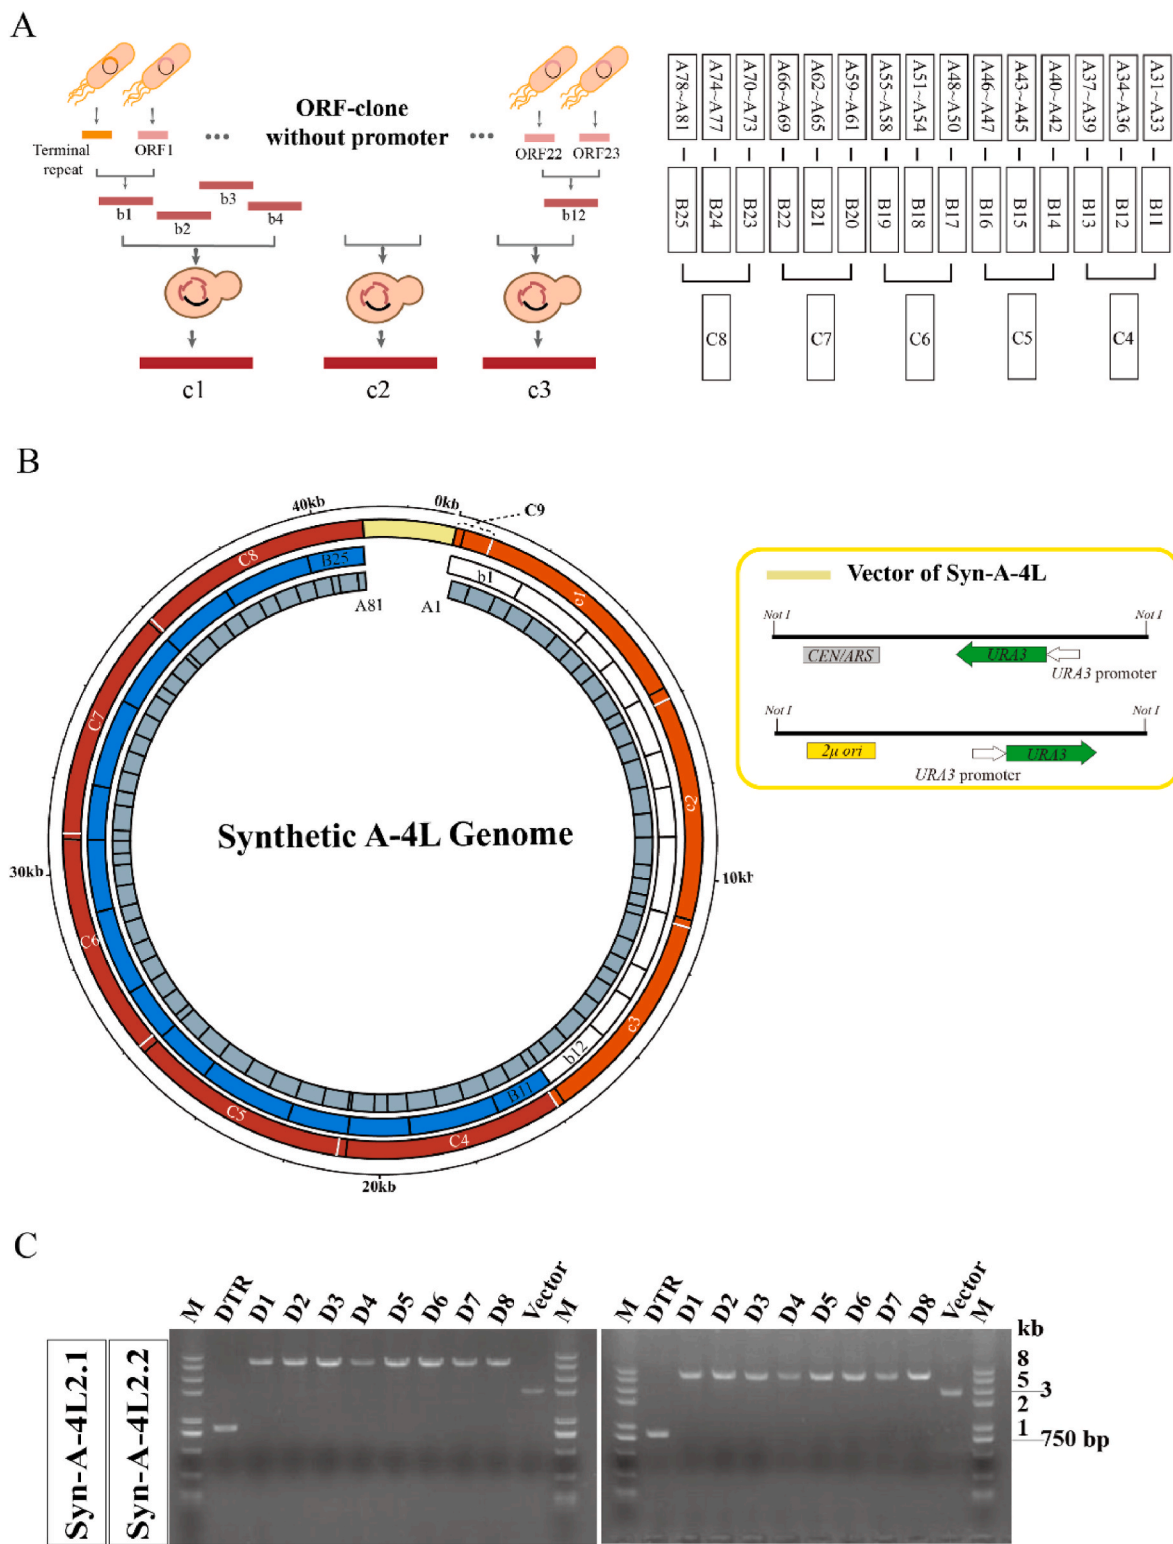 A
ORF-clone
without promoter
Terminal
repeat
ORF1
ORF22
ORF23
b1
b2
b3
b4
b12
c1
c2
c3
A78~A81
A74~A77
A70~A73
A66~A69
A62~A65
A59~A61
A55~A58
A51~A54
A48~A50
A46~A47
A43~A45
A40~A42
A37~A39
A34~A36
A31~A33
B25
B24
B23
B22
B21
B20
B19
B18
B17
B16
B15
B14
B13
B12
B11
C8
C7
C6
C5
C4
B
40kb
0kb
C9
C8
B25
b1
c1
A81
A1
C7
c2
Synthetic A-4L Genome
30kb
10kb
C6
c3
b12
B11
C5
C4
20kb
Vector of Syn-A-4L
Not I
Not I
CEN/ARS
URA3
URA3 promoter
Not I
Not I
2μ ori
URA3
URA3 promoter
C
Syn-A-4L2.1
Syn-A-4L2.2
M
DTR
D1
D2
D3
D4
D5
D6
D7
D8
Vector
M
M
DTR
D1
D2
D3
D4
D5
D6
D7
D8
Vector
M
kb
8
5
3
2
1
750 bp